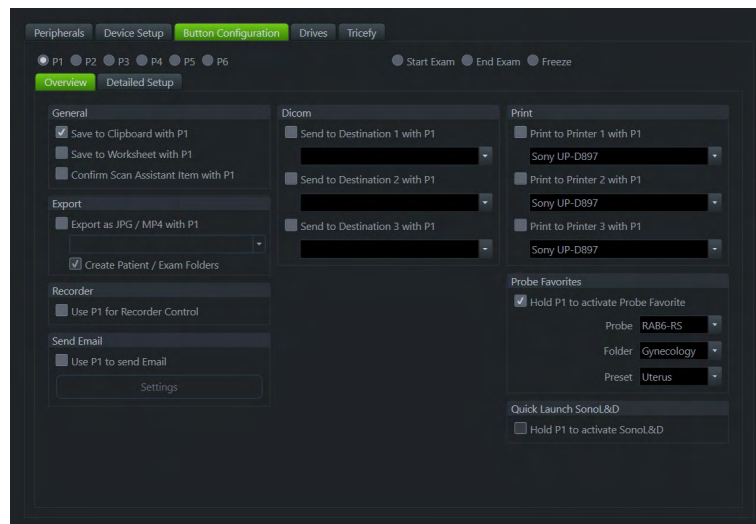 Peripherals Device Setup Button Configuration Drives Tricefy
P1 P2 P3 P4 P5 P6 Start Exam End Exam Freeze
Overview Detailed Setup
General
Save to Clipboard with P1
Save to Worksheet with P1
Confirm Scan Assistant Item with P1
Export
Export as JPG / MP4 with P1
Create Patient / Exam Folders
Recorder
Use P1 for Recorder Control
Send Email
Use P1 to send Email
Settings
Dicom
Send to Destination 1 with P1
Send to Destination 2 with P1
Send to Destination 3 with P1
Print
Print to Printer 1 with P1
Sony UP-D897
Print to Printer 2 with P1
Sony UP-D897
Print to Printer 3 with P1
Sony UP-D897
Probe Favorites
Hold P1 to activate Probe Favorite
Probe RAB6-RS
Folder Gynecology
Preset Uterus
Quick Launch SonoL&D
Hold P1 to activate SonoL&D